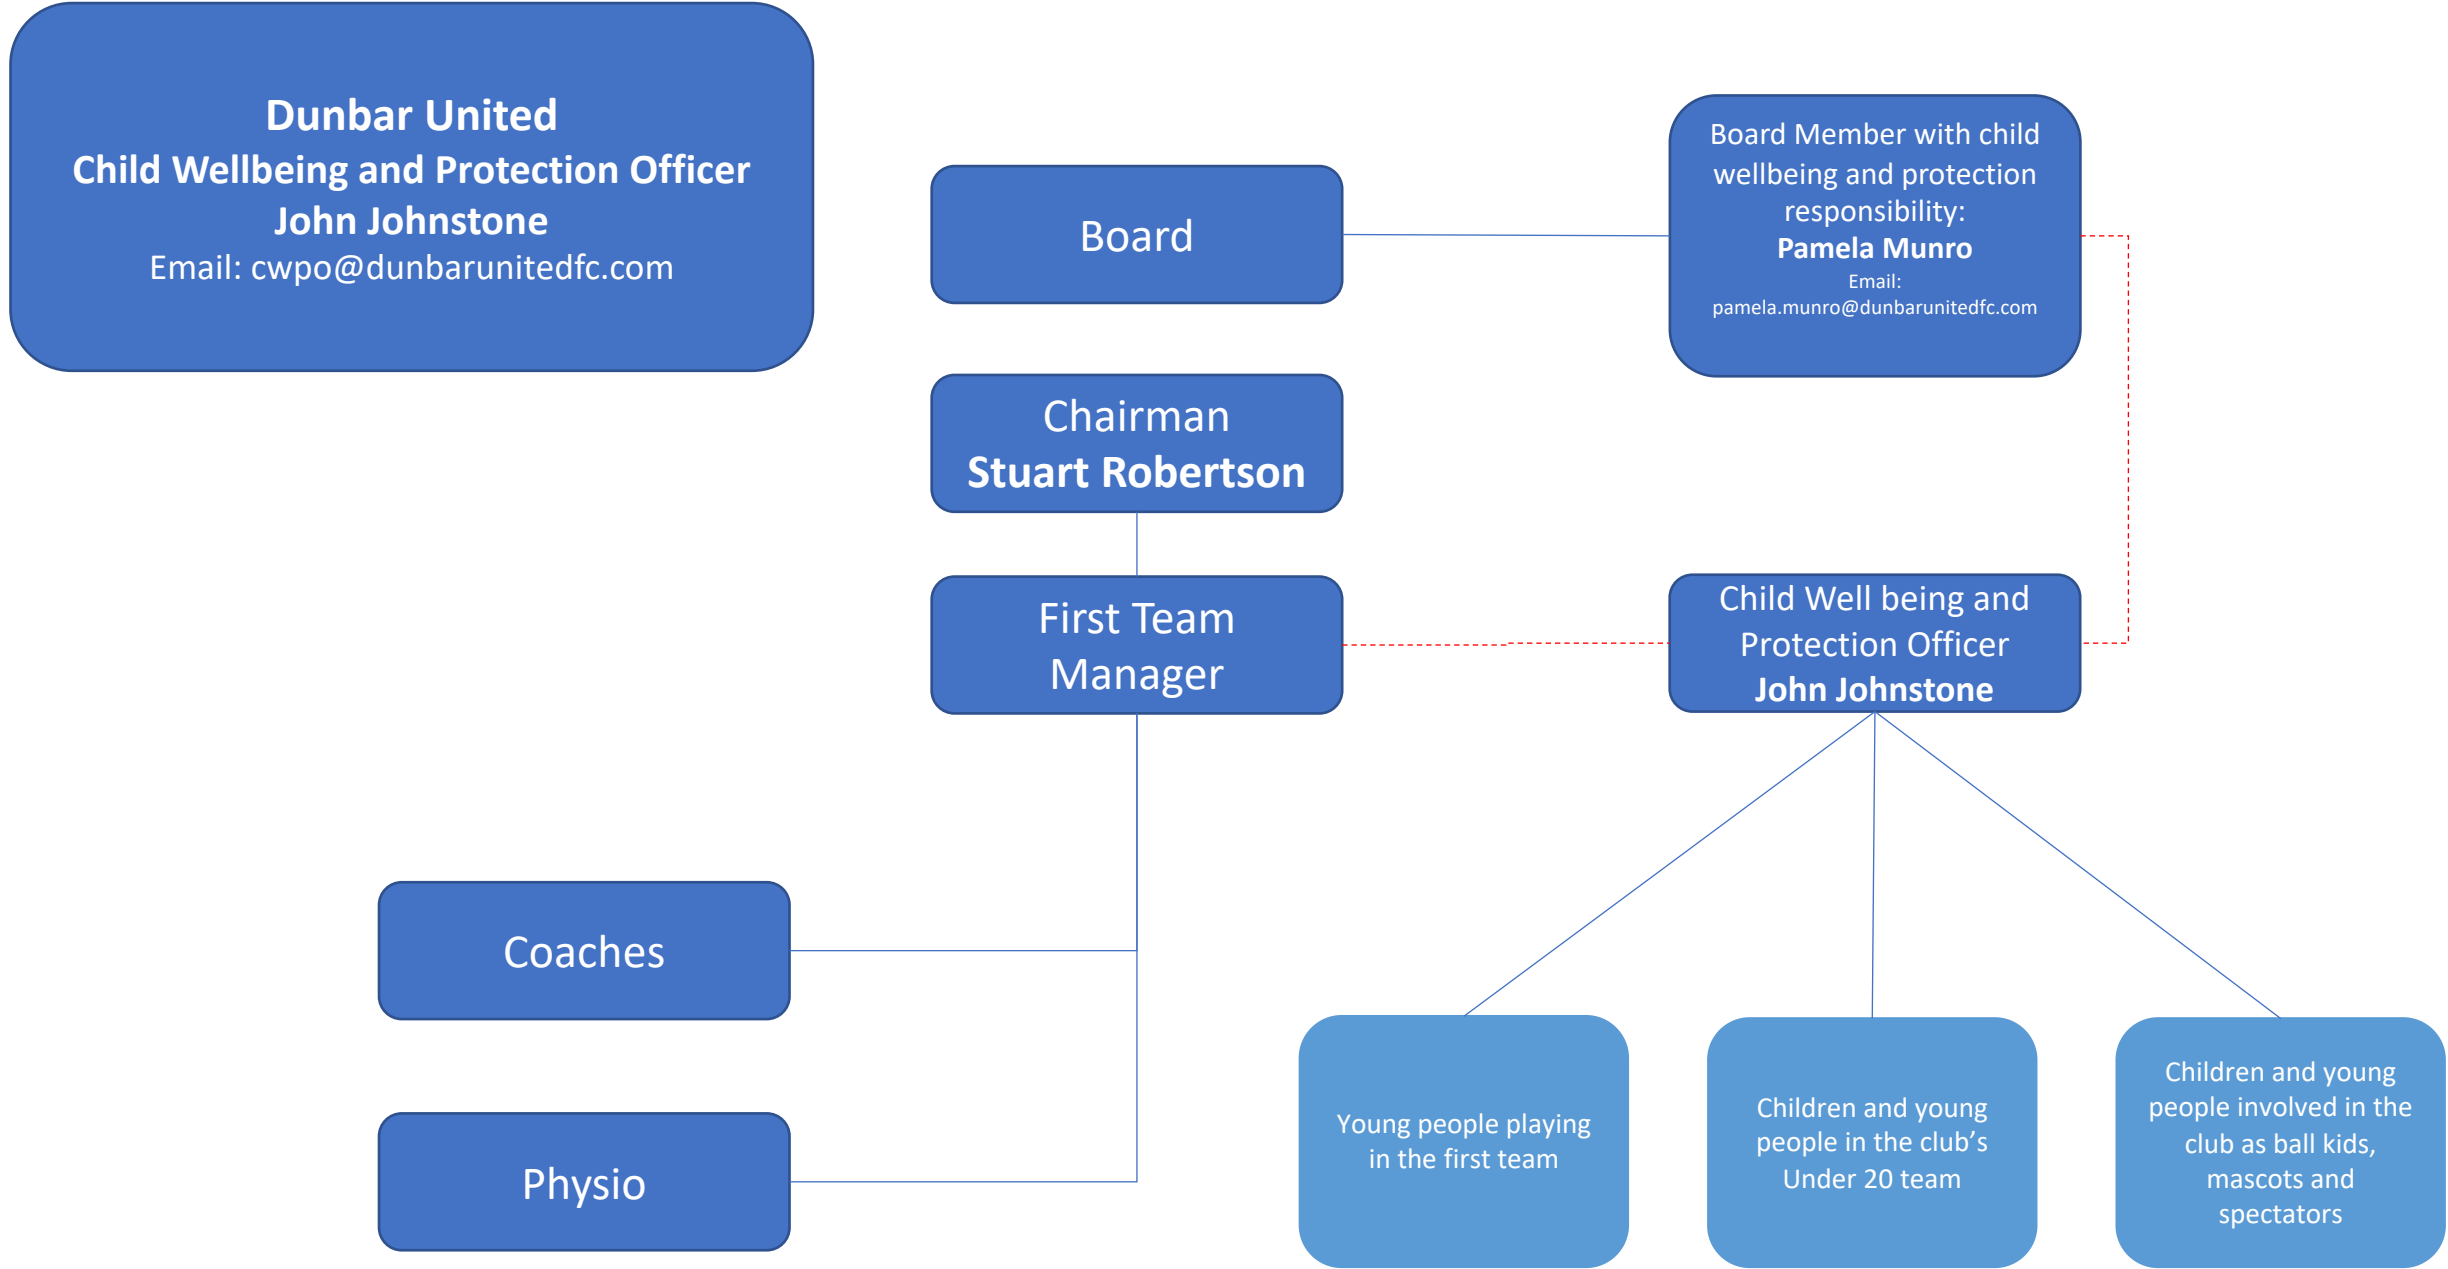 Dunbar United
Child Wellbeing and Protection Officer
John Johnstone
Email: cwpo@dunbarunitedfc.com
Board
Board Member with child
wellbeing and protection
responsibility:
Pamela Munro
Email:
pamela.munro@dunbarunitedfc.com
Chairman
Stuart Robertson
First Team
Manager
Child Well being and
Protection Officer
John Johnstone
Coaches
Physio
Young people playing
in the first team
Children and young
people in the club’s
Under 20 team
Children and young
people involved in the
club as ball kids,
mascots and
spectators